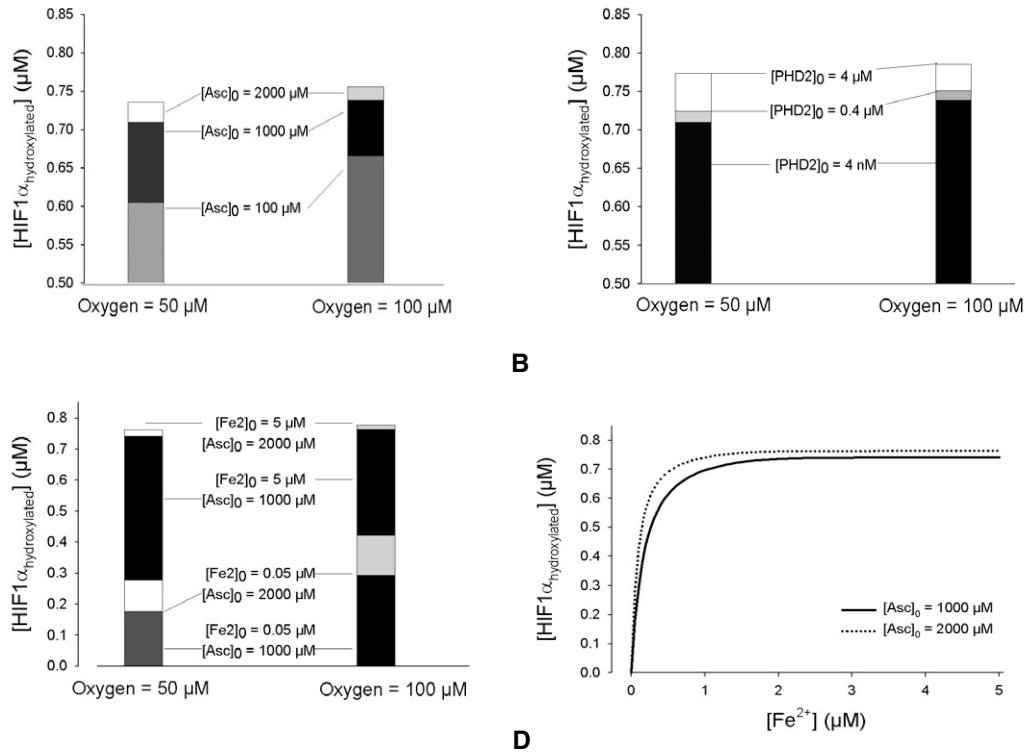 0.85
0.80
0.75
0.70
0.65
0.60
0.55
0.50
[HIF1αhydroxylated] (µM)
[Asc]0 = 2000 µM
[Asc]0 = 1000 µM
[Asc]0 = 100 µM
Oxygen = 50 µM
Oxygen = 100 µM
0.85
0.80
0.75
0.70
0.65
0.60
0.55
0.50
[HIF1αhydroxylated] (µM)
[PHD2]0 = 4 µM
[PHD2]0 = 0.4 µM
[PHD2]0 = 4 nM
Oxygen = 50 µM
Oxygen = 100 µM
B
0.8
0.7
0.6
0.5
0.4
0.3
0.2
0.1
0.0
[HIF1αhydroxylated] (µM)
[Fe2]0 = 5 µM
[Asc]0 = 2000 µM
[Fe2]0 = 5 µM
[Asc]0 = 1000 µM
[Fe2]0 = 0.05 µM
[Asc]0 = 2000 µM
[Fe2]0 = 0.05 µM
[Asc]0 = 1000 µM
Oxygen = 50 µM
Oxygen = 100 µM
0.8
0.7
0.6
0.5
0.4
0.3
0.2
0.1
0.0
[HIF1αhydroxylated] (µM)
[Asc]0 = 1000 µM
[Asc]0 = 2000 µM
0 1 2 3 4 5
[Fe2+] (µM)
D